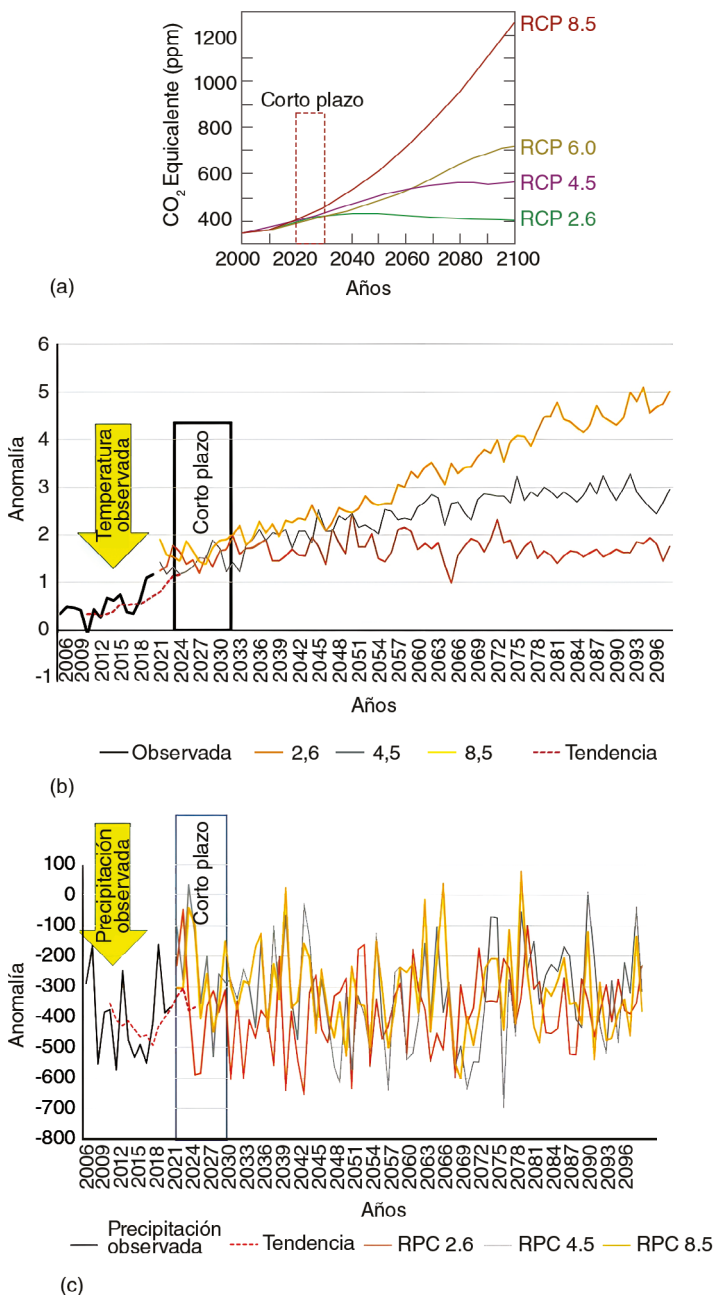 1200
1000
800
600
400
CO2 Equicalente (ppm)
Corto plazo
RCP 8.5
RCP 6.0
RCP 4.5
RCP 2.6
2000 2020 2040 2060 2080 2100
Años
(a)
6
5
4
3
2
1
0
-1
Anomalía
Temperatura
observada
Corto plazo
2006 2009 2012 2015 2018 2021 2024 2027 2030 2033 2036 2039 2042 2045 2048 2051 2054 2057 2060 2063 2066 2069 2072 2075 2078 2081 2084 2087 2090 2093 2096
Años
Observada 2,6 4,5 8,5 Tendencia
(b)
100
0
-100
-200
-300
-400
-500
-600
-700
-800
Anomalía
Precipitación
observada
Corto plazo
2006 2009 2012 2015 2018 2021 2024 2027 2030 2033 2036 2039 2042 2045 2048 2051 2054 2057 2060 2063 2066 2069 2072 2075 2078 2081 2084 2087 2090 2093 2096
Años
Precipitación
observada Tendencia RPC 2.6 RPC 4.5 RPC 8.5
(c)